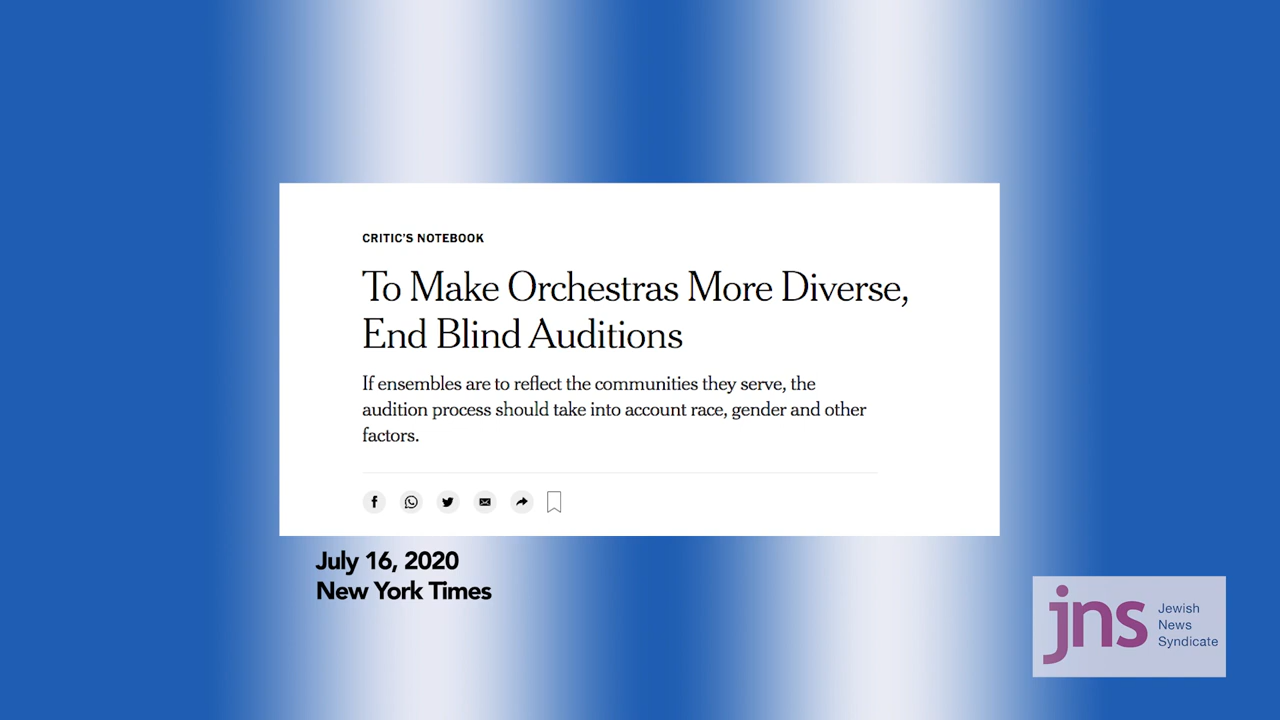 CRITIC'S NOTEBOOK
To Make Orchestras More Diverse,
End Blind Auditions
If ensembles are to reflect the communities they serve, the
audition process should take into account race, gender and other
factors.
July 16, 2020
New York Times
jns
Jewish
News
Syndicate